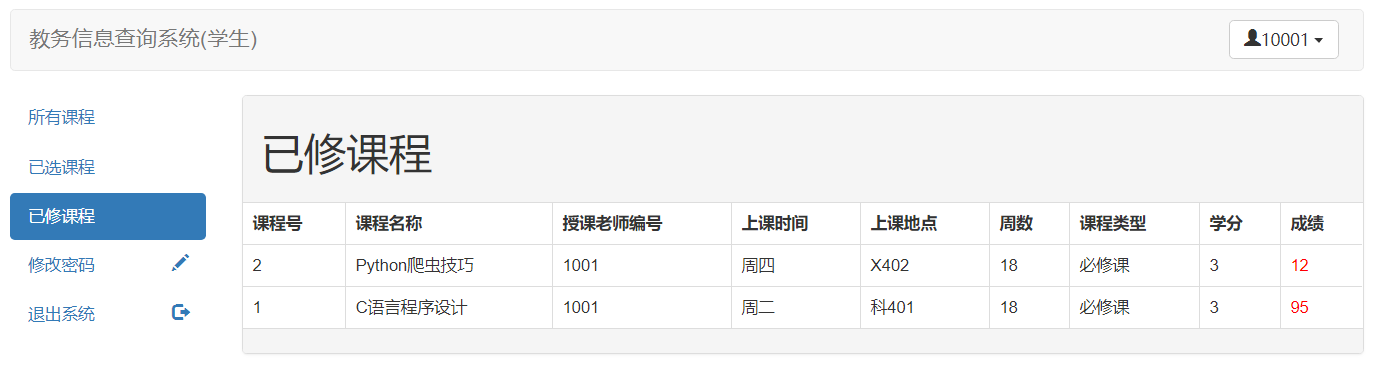 教务信息查询系统(学生)
10001
所有课程
已选课程
已修课程
修改密码
退出系统
已修课程
课程号 课程名称 授课老师编号 上课时间 上课地点 周数 课程类型 学分 成绩
2 Python爬虫技巧 1001 周四 X402 18 必修课 3 12
1 C语言程序设计 1001 周二 科401 18 必修课 3 95